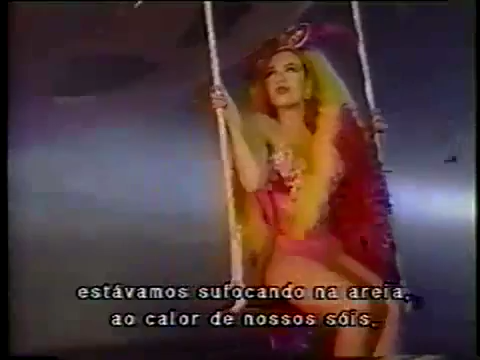 estávamos sufocando na areia,
ao calor de nossos sóis,